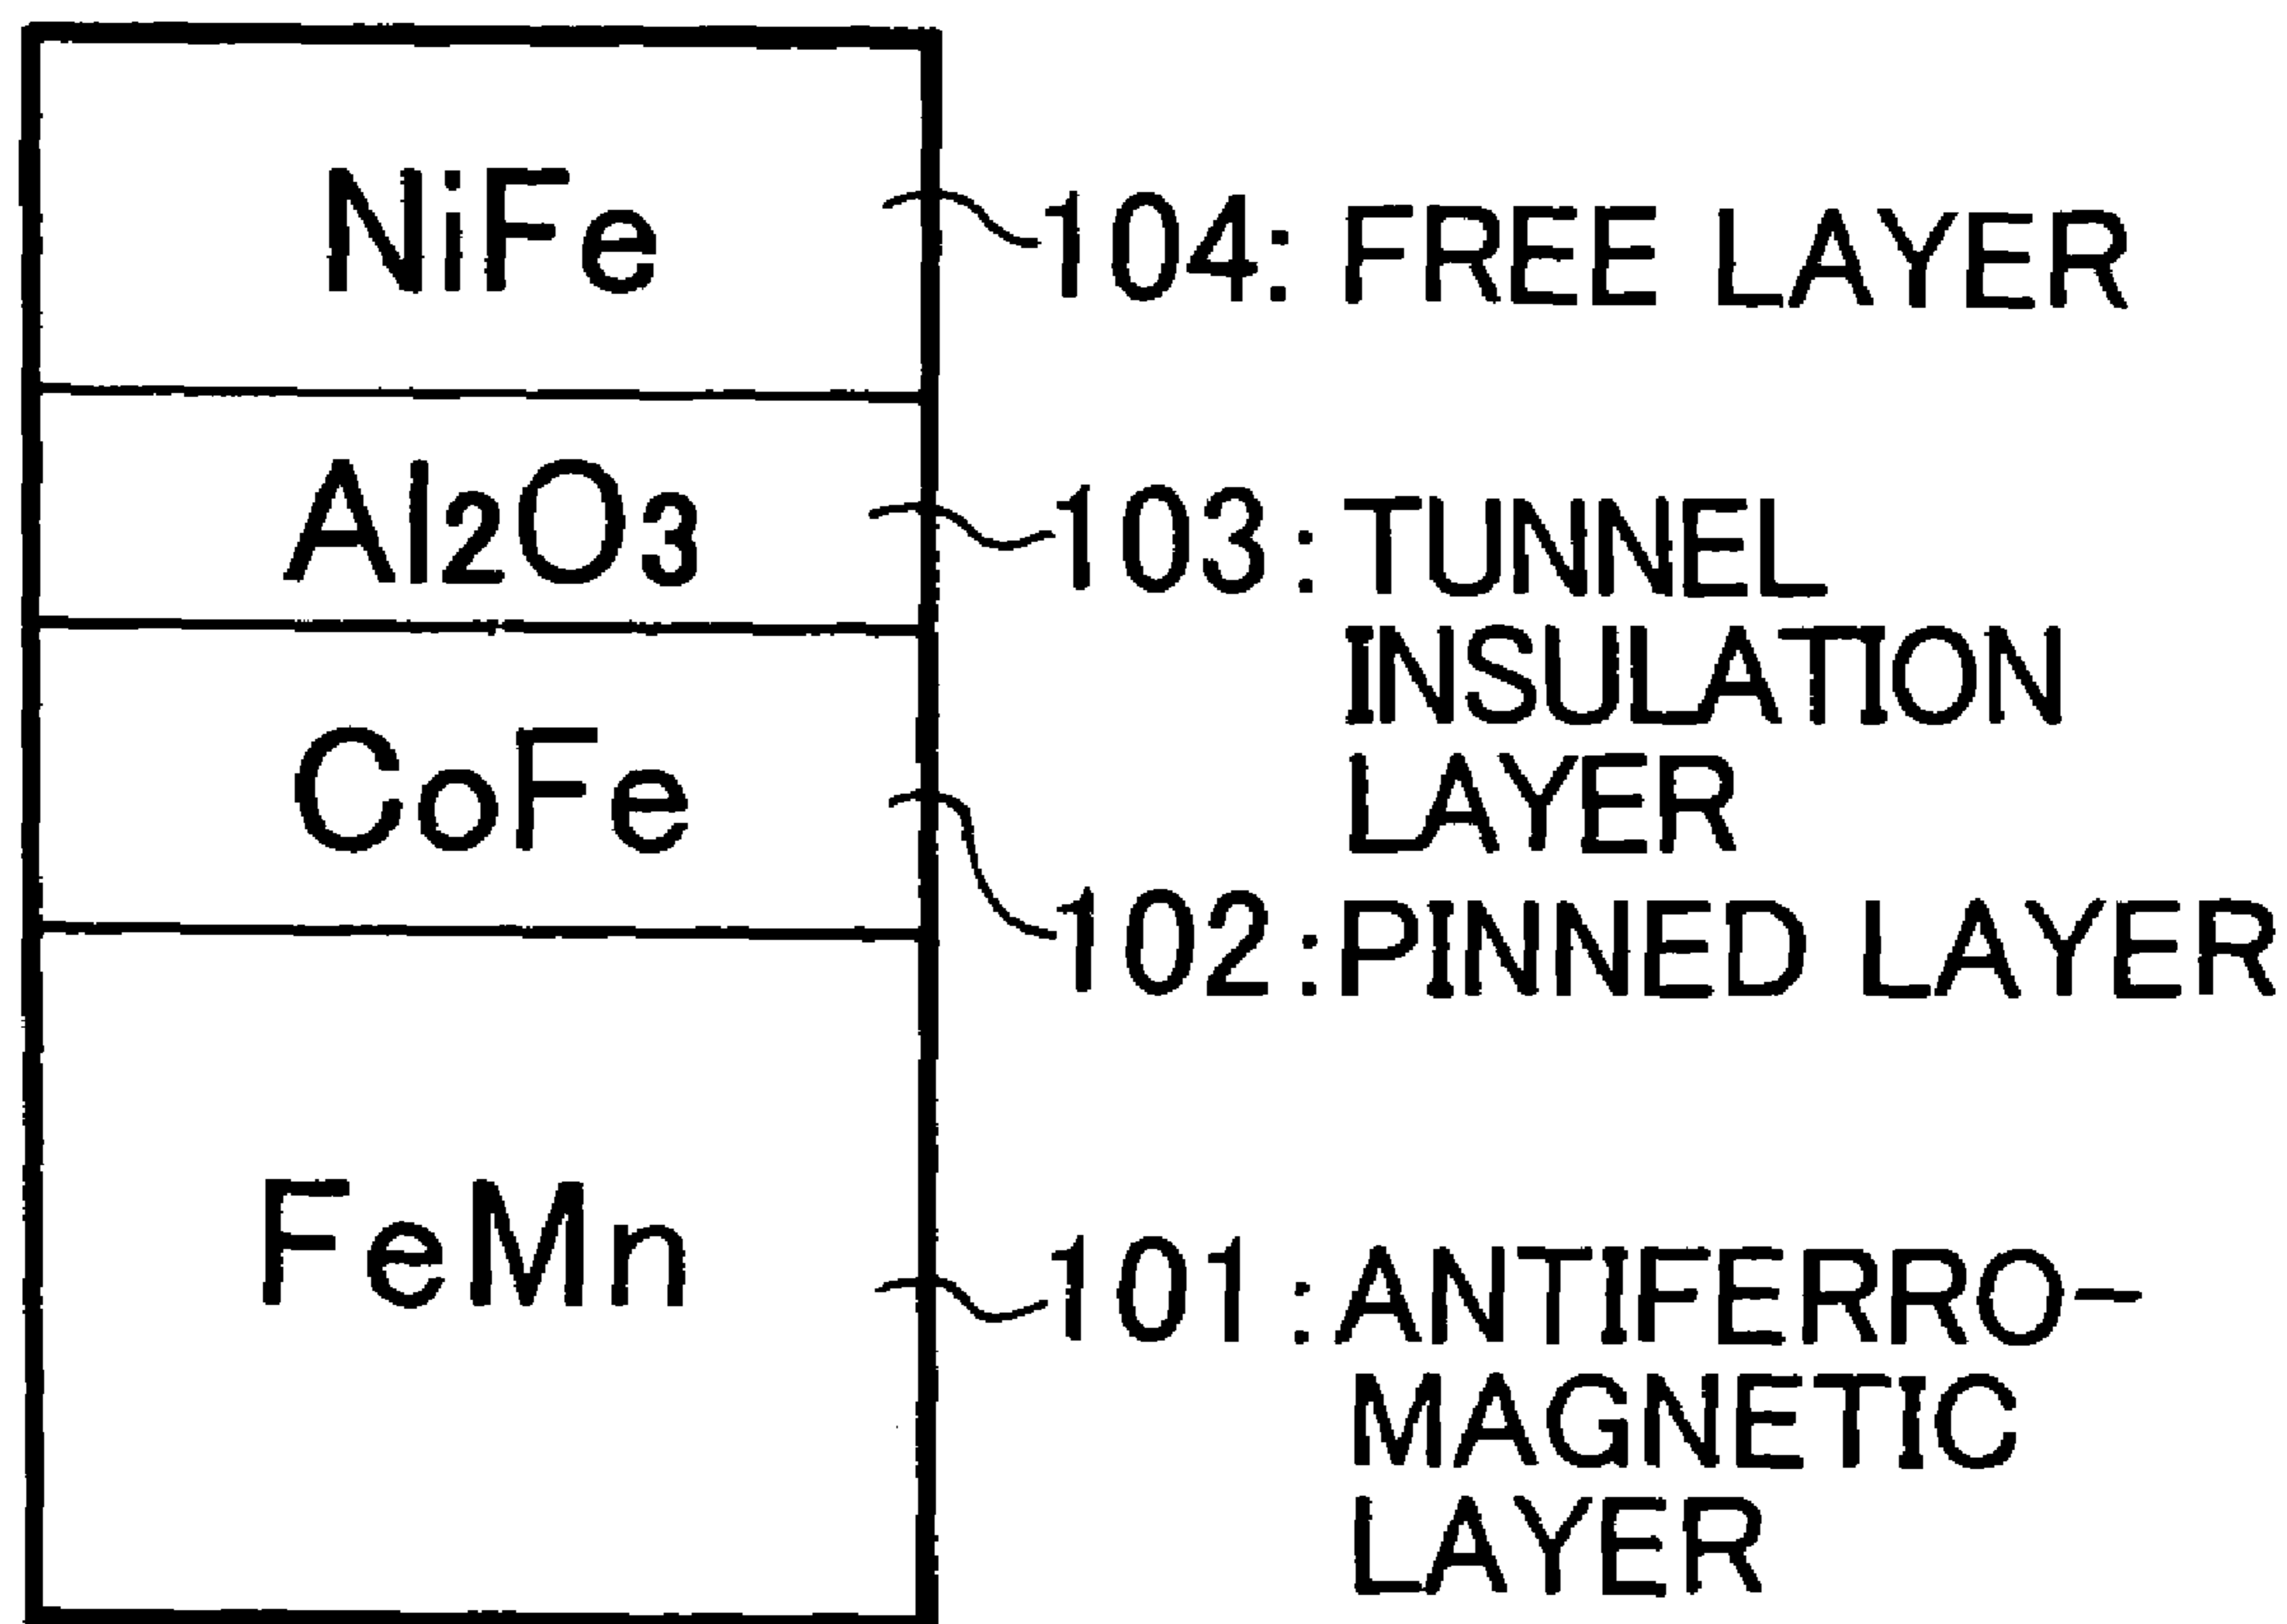 NiFe
104: FREE LAYER
Al2O3
103: TUNNEL
INSULATION
LAYER
CoFe
102: PINNED LAYER
FeMn
101: ANTIFERRO-
MAGNETIC
LAYER